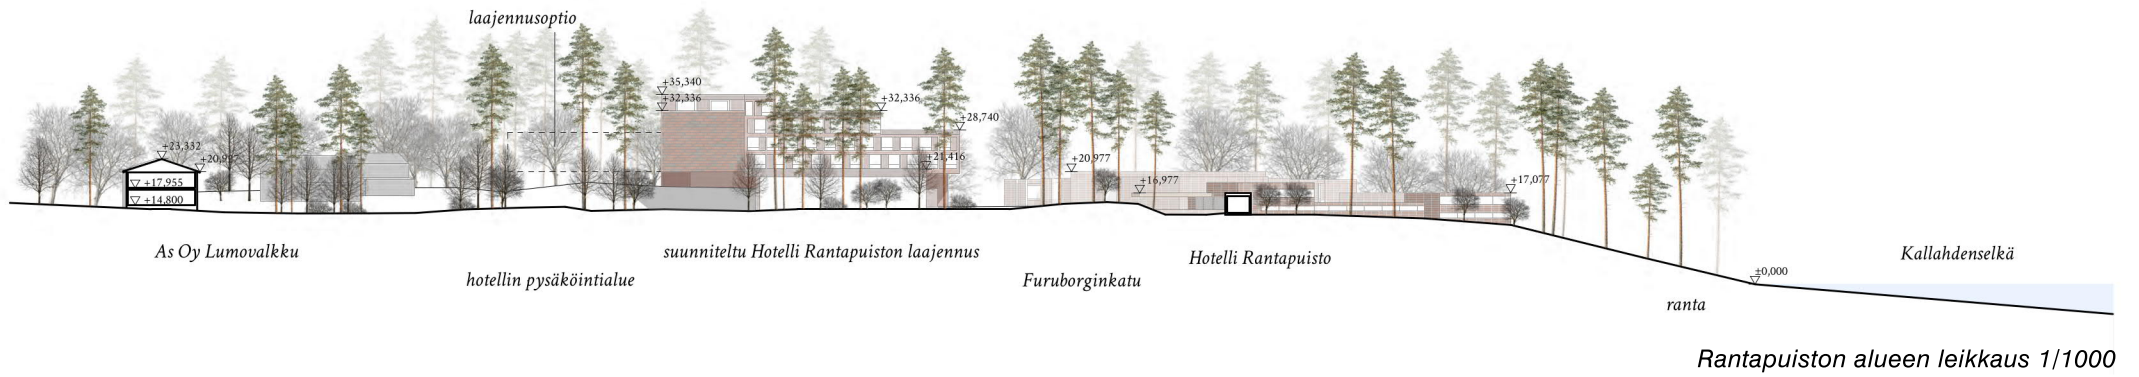 laajennusoptio
+35,340
+32,336
+32,336
+28,740
+23,332
+21,416
+20,977
+17,955
+16,977
+17,077
+14,800
As Oy Lumovalkku
suunniteltu Hotelli Rantapuiston laajennus
Hotelli Rantapuisto
Kallahdenselkä
hotellin pysäköintialue
Furuborginkatu
±0,000
ranta
Rantapuiston alueen leikkaus 1/1000